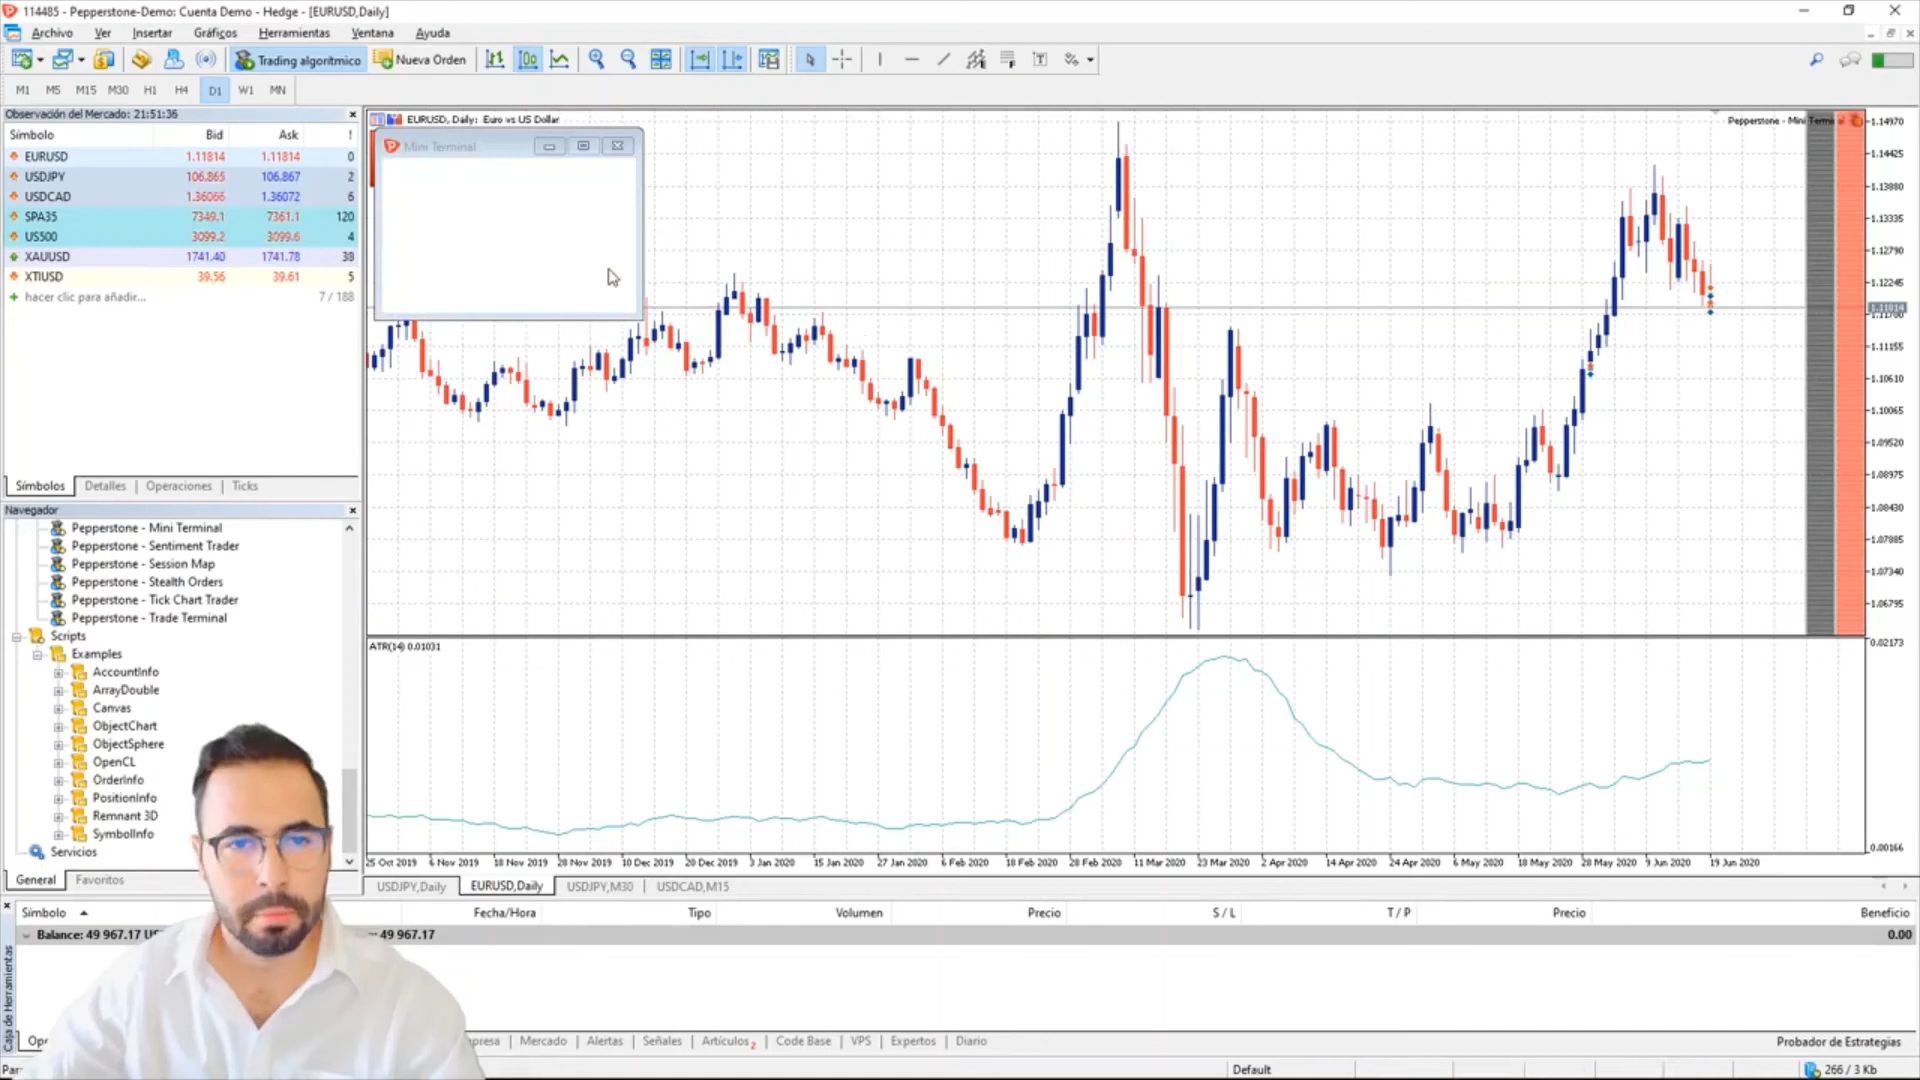 114485 - Pepperstone-Demo: Cuenta Demo - Hedge - [EURUSD,Daily]
Archivo Ver Insertar Gráficos Herramientas Ventana Ayuda
Trading algorítmico Nueva Orden
M1 M5 M15 M30 H1 H4 D1 W1 MN
Observación del Mercado: 21:51:36
Símbolo Bid Ask !
EURUSD 1.11814 1.11814 0
USDJPY 106.865 106.867 2
USDCAD 1.36066 1.36072 6
SPA35 7349.1 7361.1 120
US500 3099.2 3099.6 4
XAUUSD 1741.40 1741.78 38
XTIUSD 39.56 39.61 5
hacer clic para añadir... 7 / 188
Símbolos Detalles Operaciones Ticks
Navegador
Pepperstone - Mini Terminal
Pepperstone - Sentiment Trader
Pepperstone - Session Map
Pepperstone - Stealth Orders
Pepperstone - Tick Chart Trader
Pepperstone - Trade Terminal
Scripts
Examples
AccountInfo
ArrayDouble
Canvas
ObjectChart
ObjectSphere
OpenCL
OrderInfo
PositionInfo
Remnant 3D
SymbolInfo
Servicios
General Favoritos
EURUSD, Daily: Euro vs US Dollar
Mini Terminal
Pepperstone - Mini
1.14970
1.14425
1.13880
1.13335
1.12790
1.12245
1.11814
1.11155
1.10610
1.10065
1.09520
1.08975
1.08430
1.07885
1.07340
1.06795
ATR(14) 0.01031
0.02173
0.00166
25 Oct 2019 6 Nov 2019 18 Nov 2019 28 Nov 2019 10 Dec 2019 20 Dec 2019 3 Jan 2020 15 Jan 2020 27 Jan 2020 6 Feb 2020 18 Feb 2020 28 Feb 2020 11 Mar 2020 23 Mar 2020 2 Apr 2020 14 Apr 2020 24 Apr 2020 6 May 2020 18 May 2020 28 May 2020 9 Jun 2020 19 Jun 2020
USDJPY,Daily EURUSD,Daily USDJPY,M30 USDCAD,M15
Símbolo Fecha/Hora Tipo Volumen Precio S / L T / P Precio Beneficio
Balance: 49 967.17 49 967.17 0.00
Caja de Herramientas
Mercado Alertas Señales Artículos 2 Code Base VPS Expertos Diario Probador de Estrategias
Default 266 / 3 Kb